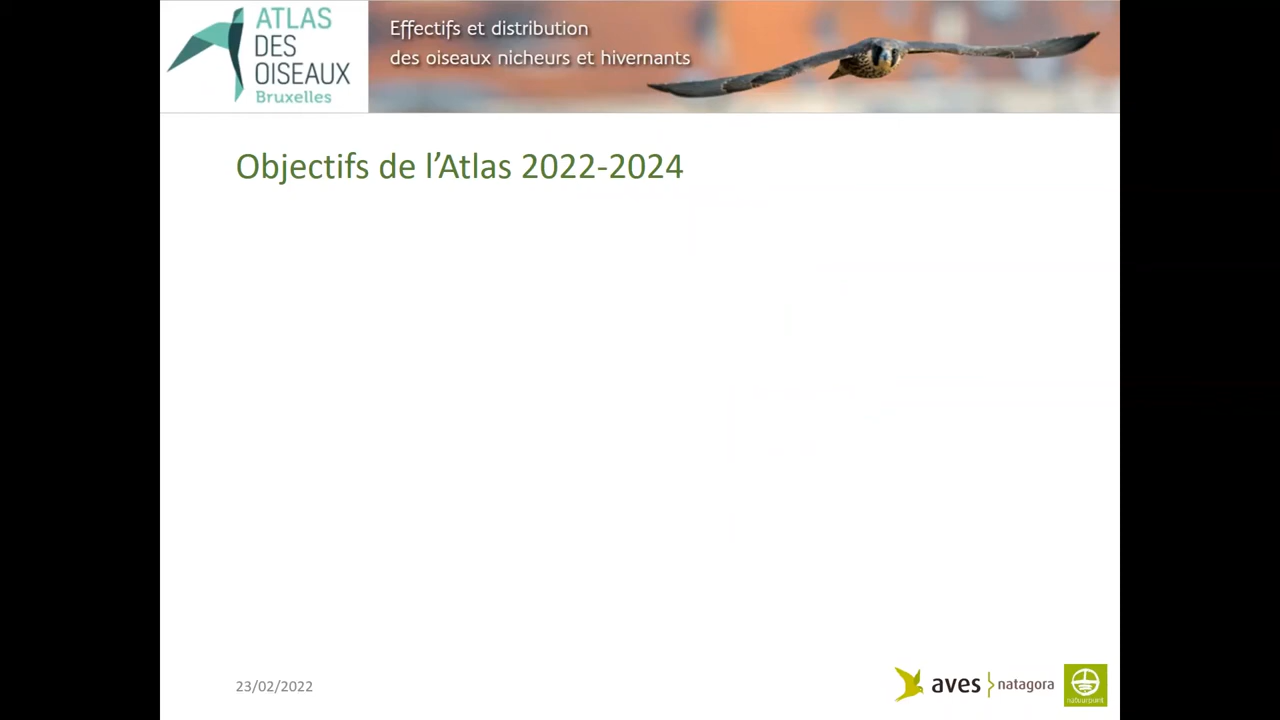 ATLAS
DES
OISEAUX
Bruxelles
Effectifs et distribution
des oiseaux nicheurs et hivernants
Objectifs de l’Atlas 2022-2024
23/02/2022
aves natagora
natuurpunt